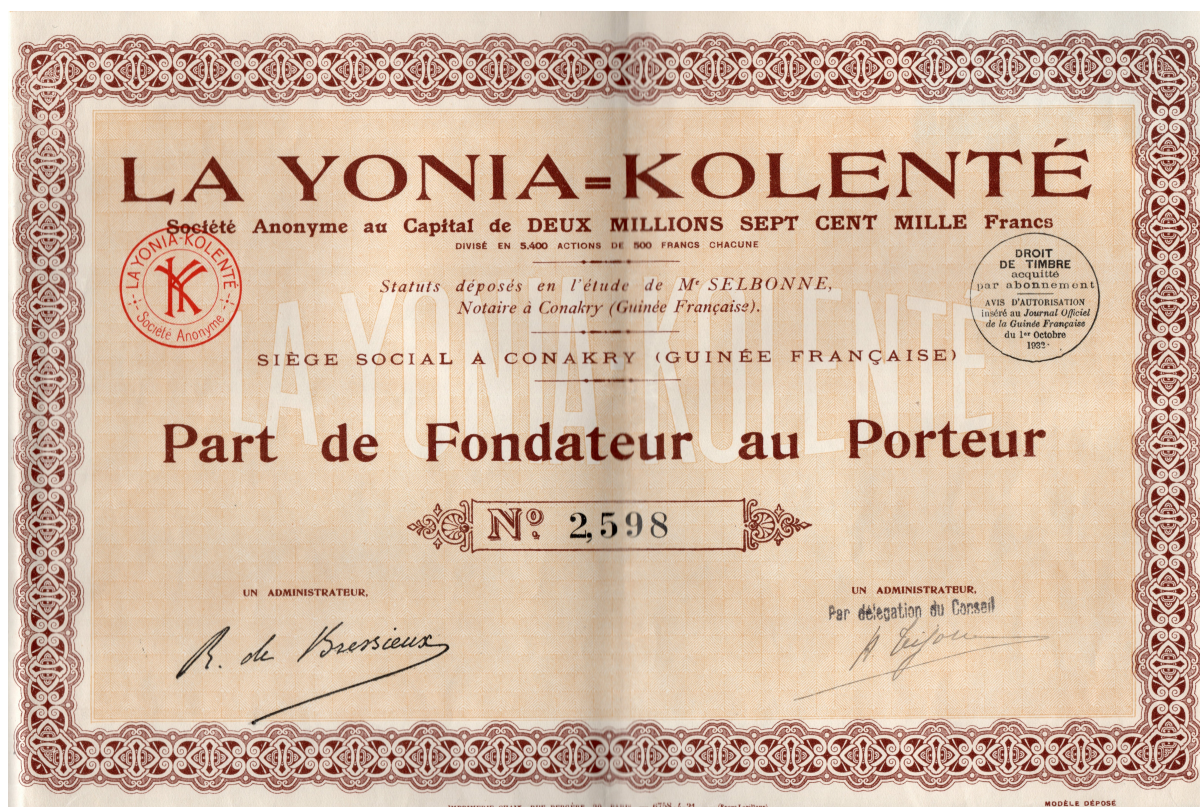 LA YONIA=KOLENTÉ
Société Anonyme au Capital de DEUX MILLIONS SEPT CENT MILLE Francs
DIVISÉ EN 5.400 ACTIONS DE 500 FRANCS CHACUNE
LA YONIA-KOLENTÉ
YK
Société Anonyme
Statuts déposés en l'étude de Me SELBONNE,
Notaire à Conakry (Guinée Française).
DROIT
DE TIMBRE
acquitté
par abonnement
AVIS D'AUTORISATION
inséré au Journal Officiel
de la Guinée Française
du 1er Octobre
1932.
SIÈGE SOCIAL A CONAKRY (GUINÉE FRANÇAISE)
LA YONIA-KOLENTÉ
Part de Fondateur au Porteur
No. 2,598
UN ADMINISTRATEUR,
R. de Bressieux
UN ADMINISTRATEUR,
Par délégation du Conseil
MODÈLE DÉPOSÉ